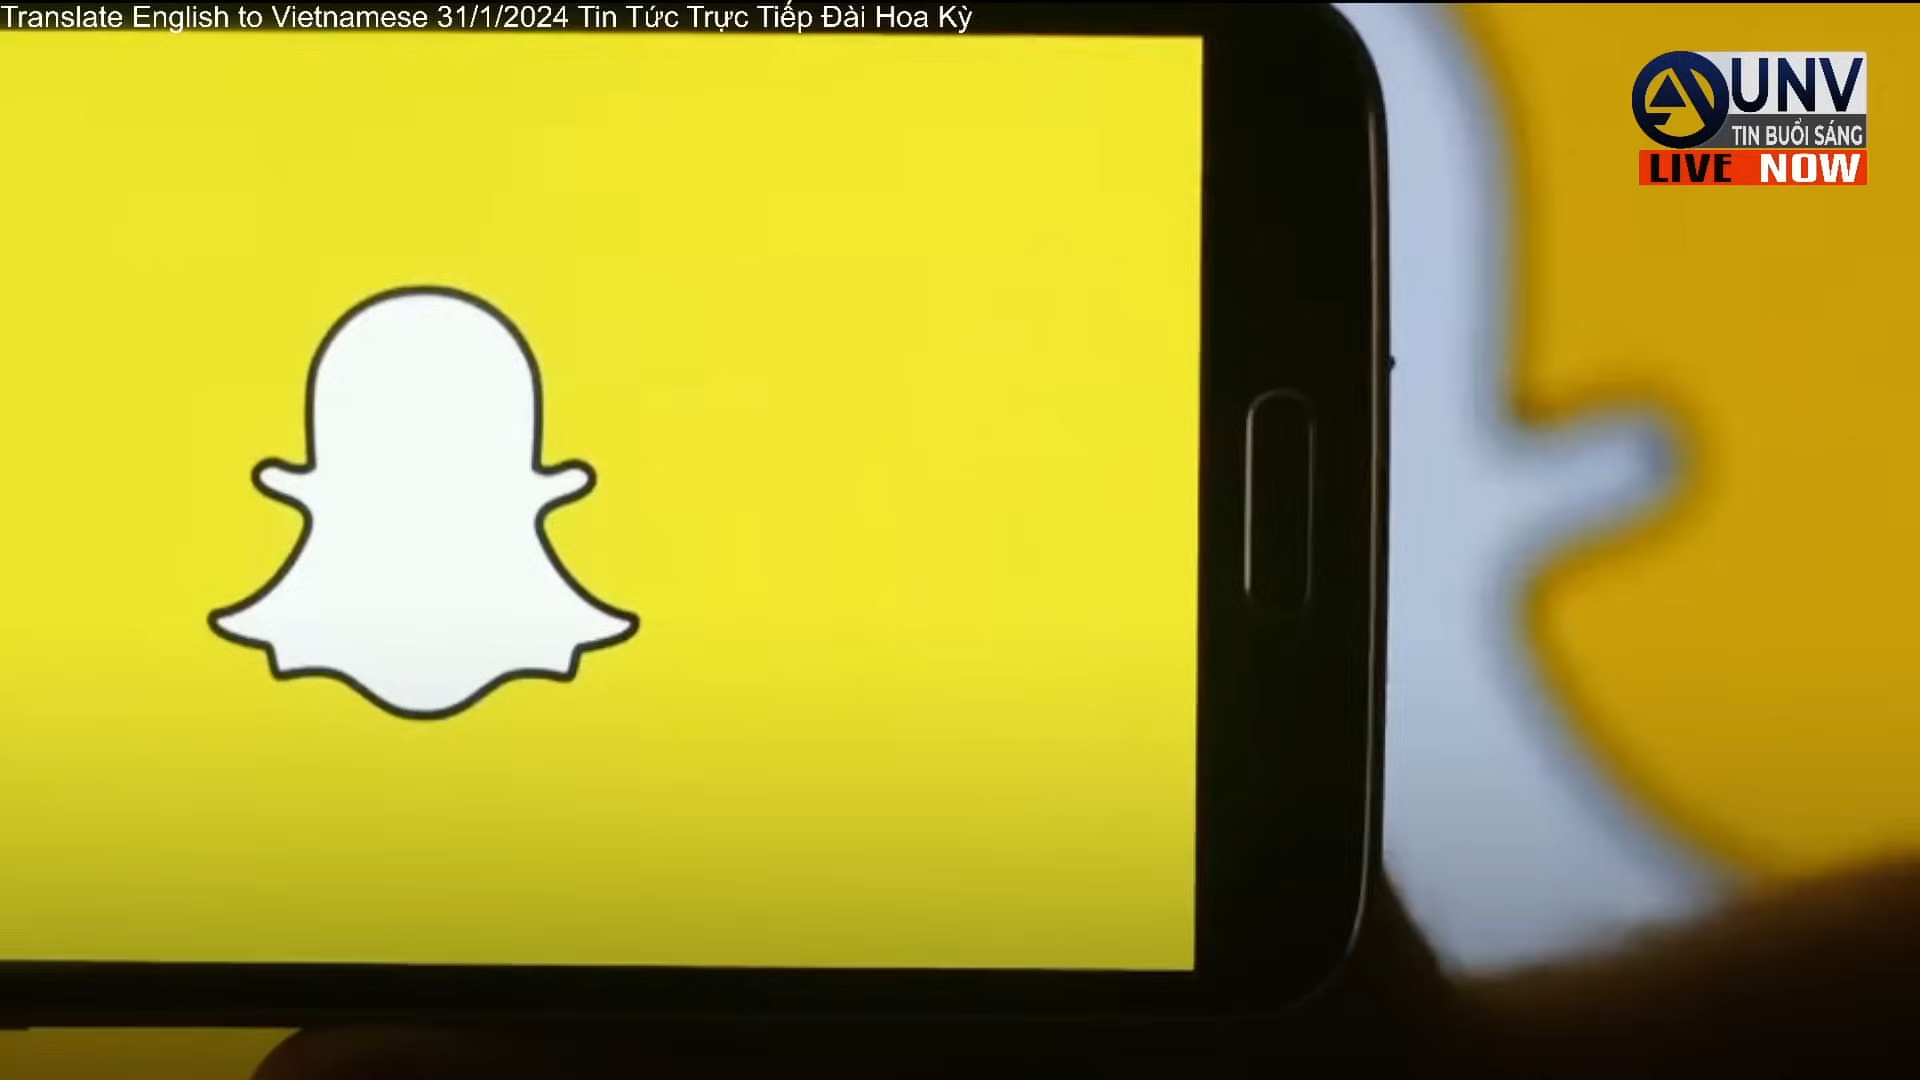 Translate English to Vietnamese 31/1/2024 Tin Tức Trực Tiếp Đài Hoa Kỳ
UNV
TIN BUỔI SÁNG
LIVE NOW